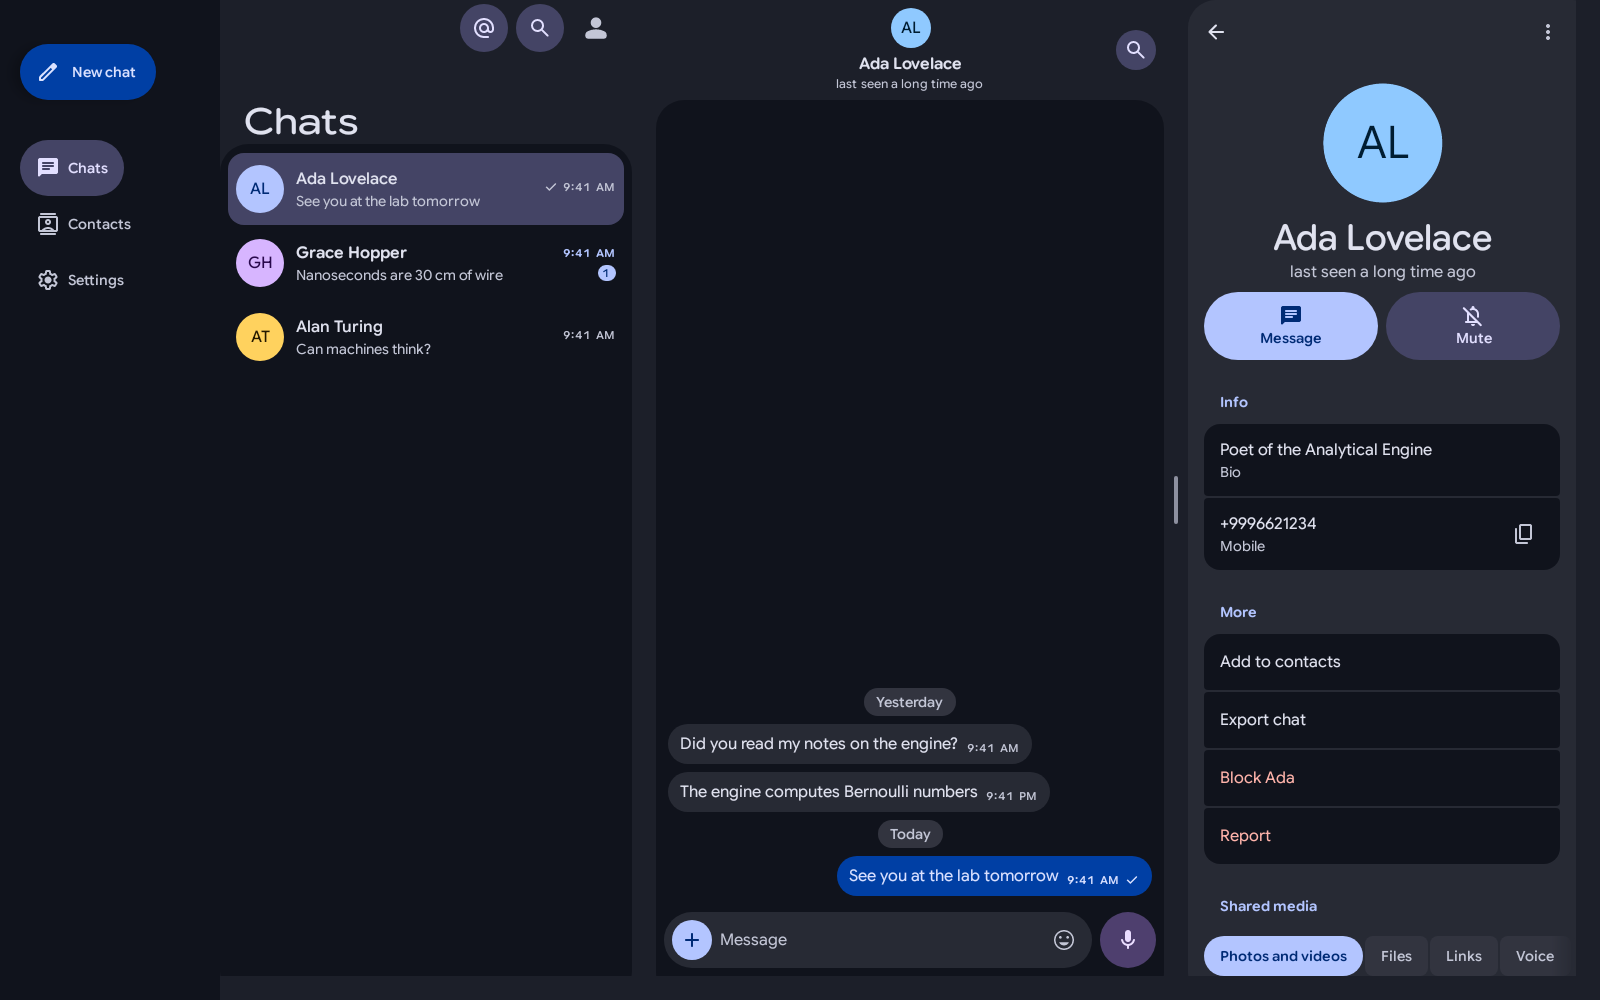 New chat
Chats
Contacts
Settings
Chats
AL
Ada Lovelace
9:41 AM
See you at the lab tomorrow
GH
Grace Hopper
9:41 AM
Nanoseconds are 30 cm of wire
1
AT
Alan Turing
9:41 AM
Can machines think?
AL
Ada Lovelace
last seen a long time ago
Yesterday
Did you read my notes on the engine? 9:41 AM
The engine computes Bernoulli numbers 9:41 PM
Today
See you at the lab tomorrow 9:41 AM
Message
AL
Ada Lovelace
last seen a long time ago
Message
Mute
Info
Poet of the Analytical Engine
Bio
+9996621234
Mobile
More
Add to contacts
Export chat
Block Ada
Report
Shared media
Photos and videos
Files
Links
Voice